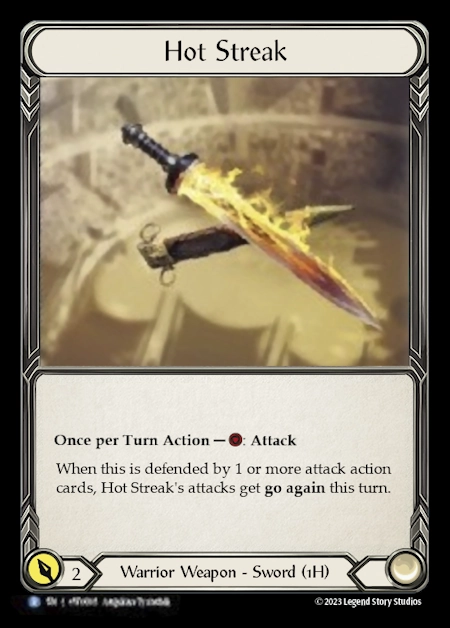 Hot Streak
Once per Turn Action — : Attack
When this is defended by 1 or more attack action
cards, Hot Streak's attacks get go again this turn.
2
Warrior Weapon - Sword (1H)
© 2023 Legend Story Studios